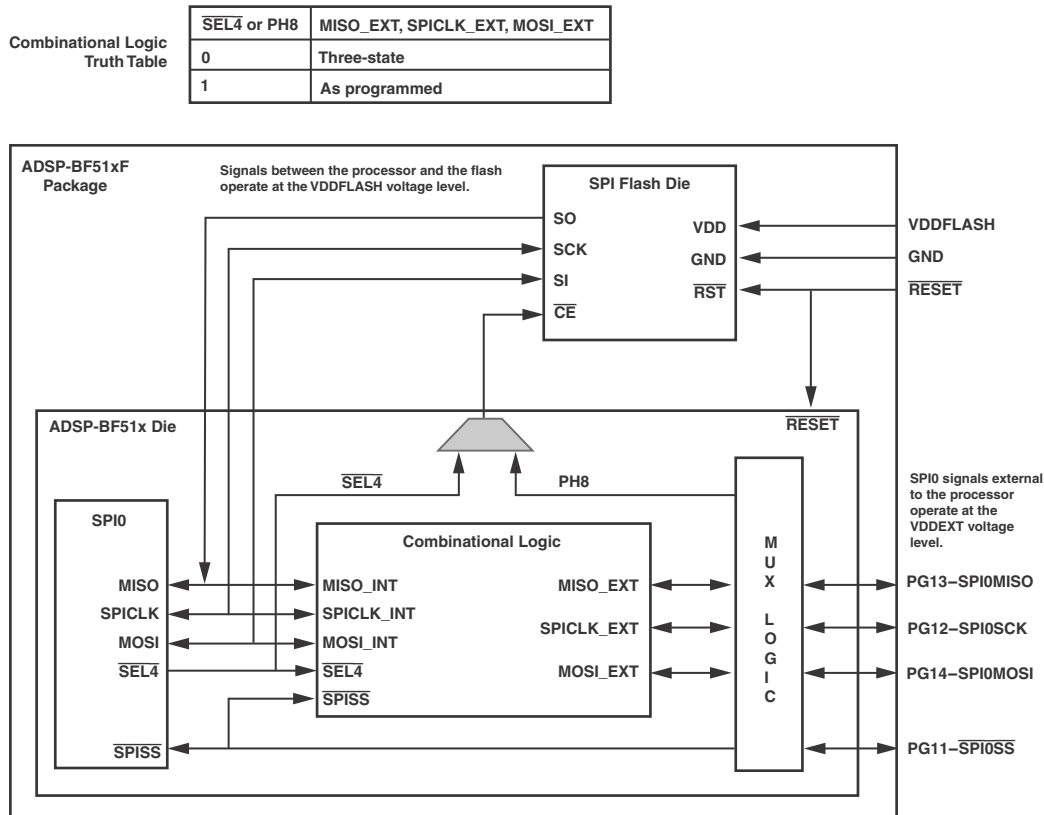 Combinational Logic
Truth Table
SEL4 or PH8 MISO_EXT, SPICLK_EXT, MOSI_EXT
0 Three-state
1 As programmed
ADSP-BF51xF
Package
Signals between the processor and the flash
operate at the VDDFLASH voltage level.
SPI Flash Die
SO
SCK
SI
CE
VDD
GND
RST
VDDFLASH
GND
RESET
RESET
ADSP-BF51x Die
SEL4
PH8
SPI0
MISO
SPICLK
MOSI
SEL4
SPISS
Combinational Logic
MISO_INT
SPICLK_INT
MOSI_INT
SEL4
SPISS
MISO_EXT
SPICLK_EXT
MOSI_EXT
MUX
LOGIC
SPI0 signals external
to the processor
operate at the
VDDEXT voltage
level.
PG13–SPI0MISO
PG12–SPI0SCK
PG14–SPI0MOSI
PG11–SPI0SS